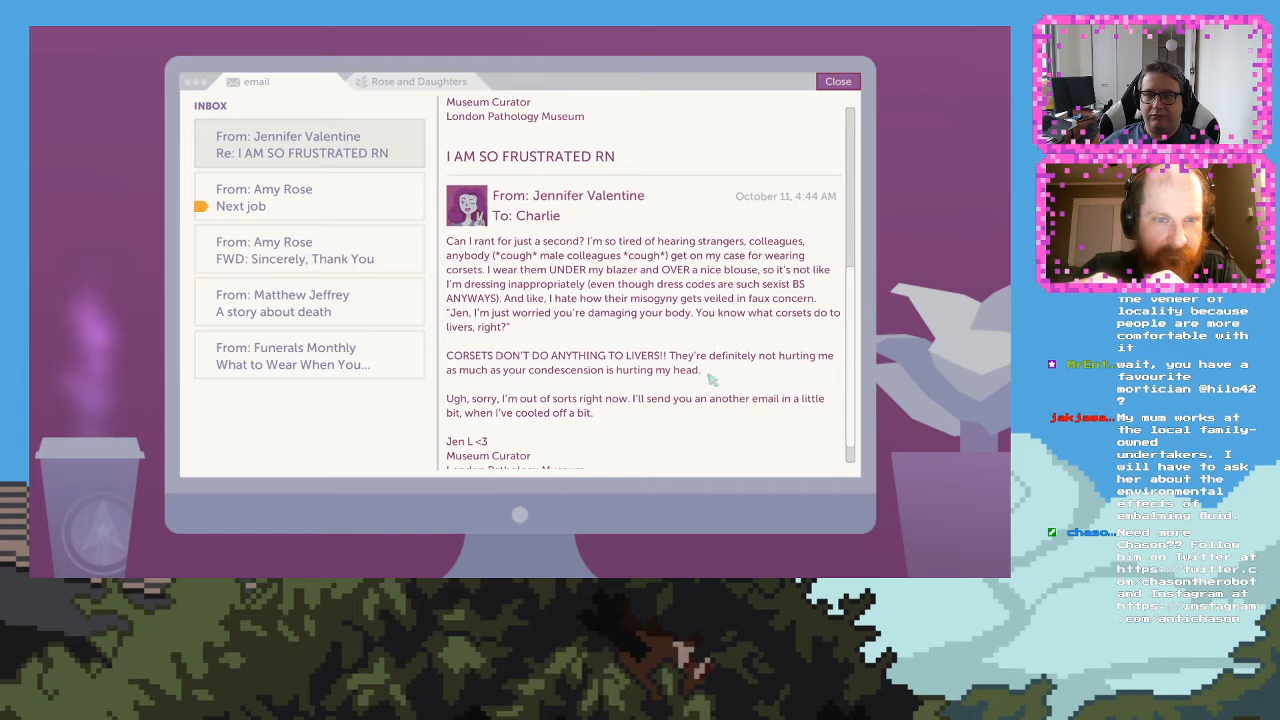 email
Rose and Daughters
Close
INBOX
From: Jennifer Valentine
Re: I AM SO FRUSTRATED RN
From: Amy Rose
Next job
From: Amy Rose
FWD: Sincerely, Thank You
From: Matthew Jeffrey
A story about death
From: Funerals Monthly
What to Wear When You...
Museum Curator
London Pathology Museum
I AM SO FRUSTRATED RN
From: Jennifer Valentine
October 11, 4:44 AM
To: Charlie
Can I rant for just a second? I'm so tired of hearing strangers, colleagues,
anybody (*cough* male colleagues *cough*) get on my case for wearing
corsets. I wear them UNDER my blazer and OVER a nice blouse, so it's not like
I'm dressing inappropriately (even though dress codes are such sexist BS
ANYWAYS). And like, I hate how their misogyny gets veiled in faux concern.
"Jen, I'm just worried you're damaging your body. You know what corsets do to
livers, right?"
CORSETS DON'T DO ANYTHING TO LIVERS!! They're definitely not hurting me
as much as your condescension is hurting my head.
Ugh, sorry, I'm out of sorts right now. I'll send you an another email in a little
bit, when I've cooled off a bit.
Jen L <3
Museum Curator
London Pathology Museum
the veneer of
locality because
people are more
comfortable with
it
wait, you have a
favourite
mortician @hilo42
?
jakjawa... My mum works at
the local family-
owned
undertakers. I
will have to ask
her about the
environmental
effects of
embalming fluid.
chaso... Need more
Chason?? Follow
him on Twitter at
https://twitter.c
om/chasontherobot
and Instagram at
https://instagram
.com/antichason